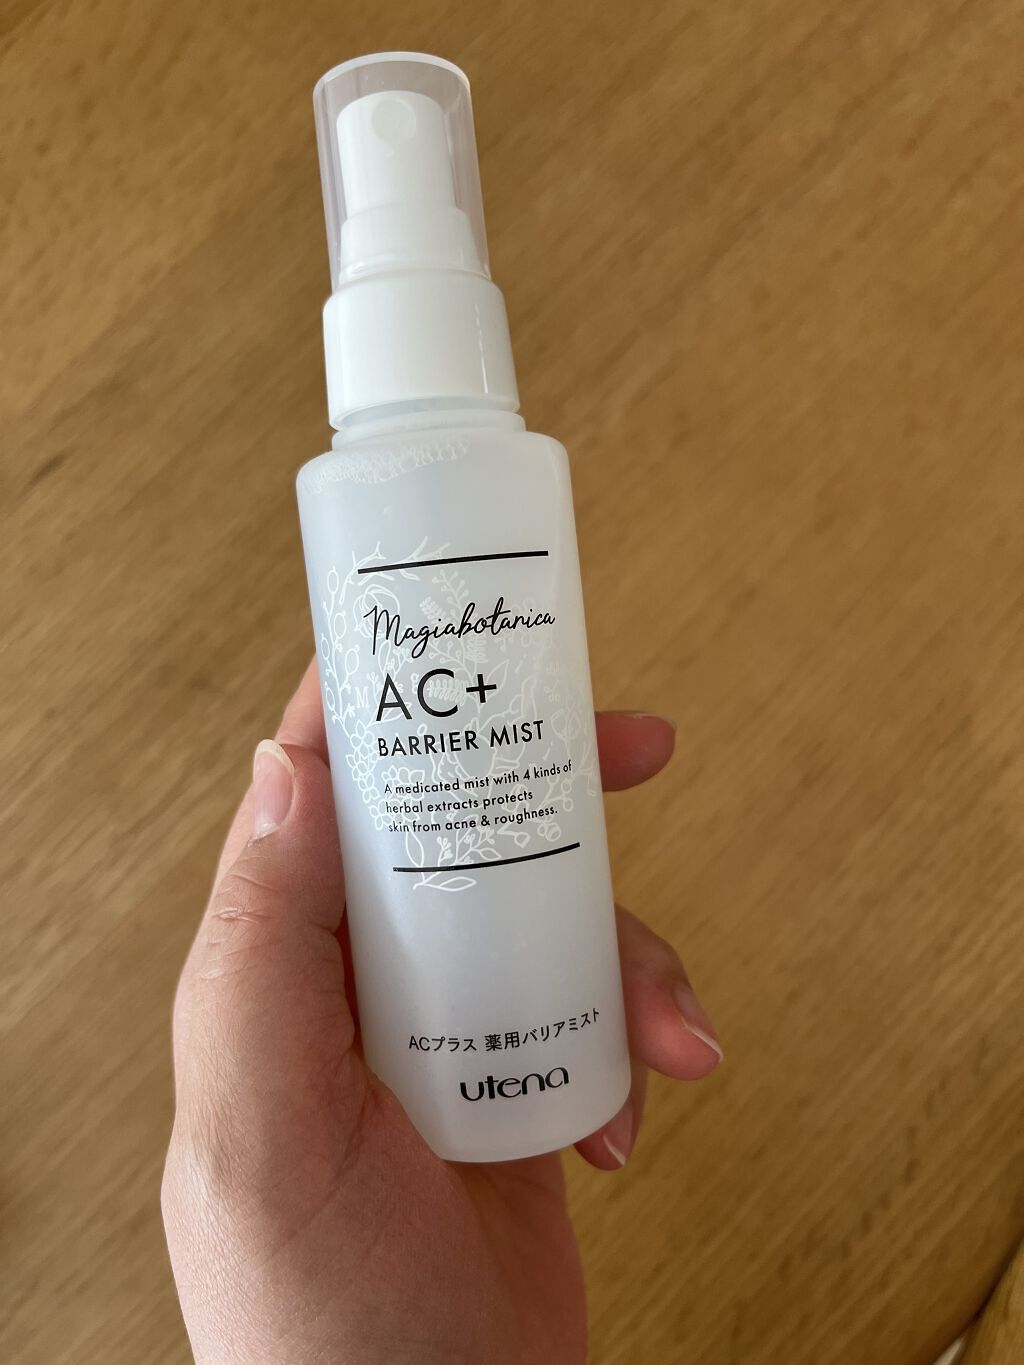 Magiabotanica
M
AC+
BARRIER MIST
A medicated mist with 4 kinds of
herbal extracts protects
skin from acne & roughness.
ACプラス 薬用バリアミスト
utena